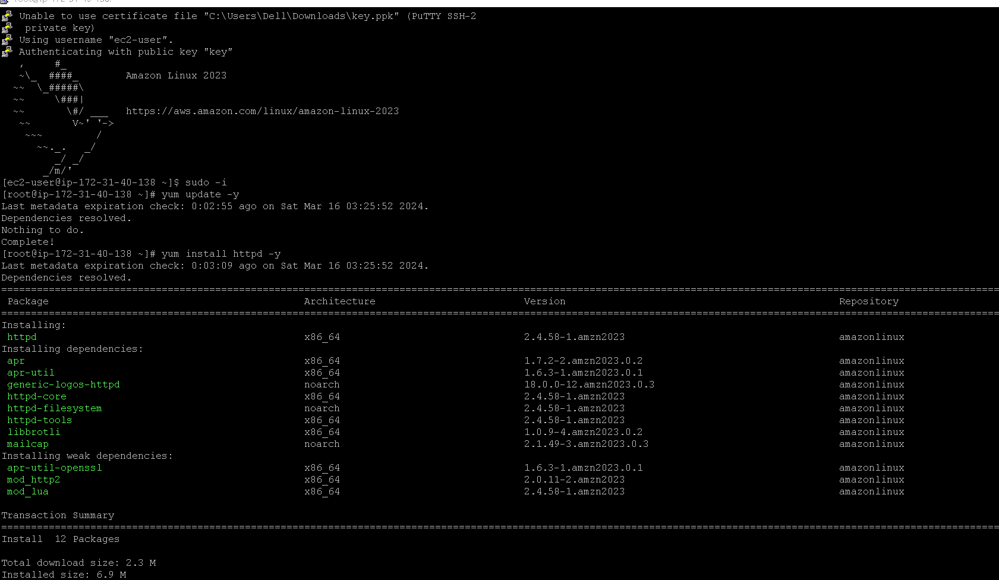 Unable to use certificate file "C:\Users\Dell\Downloads\key.ppk" (PuTTY SSH-2
 private key)
Using username "ec2-user".
Authenticating with public key "key"
   ,     #_
   ~\_  ####_        Amazon Linux 2023
  ~~  \_#####\
  ~~     \###|
  ~~       \#/ ___   https://aws.amazon.com/linux/amazon-linux-2023
   ~~       V~' '->
    ~~~         /
      ~~._.   _/
         _/ _/
       _/m/'
[ec2-user@ip-172-31-40-138 ~]$ sudo -i
[root@ip-172-31-40-138 ~]# yum update -y
Last metadata expiration check: 0:02:55 ago on Sat Mar 16 03:25:52 2024.
Dependencies resolved.
Nothing to do.
Complete!
[root@ip-172-31-40-138 ~]# yum install httpd -y
Last metadata expiration check: 0:03:09 ago on Sat Mar 16 03:25:52 2024.
Dependencies resolved.
Package Architecture Version Repository
Installing:
httpd x86_64 2.4.58-1.amzn2023 amazonlinux
Installing dependencies:
apr x86_64 1.7.2-2.amzn2023.0.2 amazonlinux
apr-util x86_64 1.6.3-1.amzn2023.0.1 amazonlinux
generic-logos-httpd noarch 18.0.0-12.amzn2023.0.3 amazonlinux
httpd-core x86_64 2.4.58-1.amzn2023 amazonlinux
httpd-filesystem noarch 2.4.58-1.amzn2023 amazonlinux
httpd-tools x86_64 2.4.58-1.amzn2023 amazonlinux
libbrotli x86_64 1.0.9-4.amzn2023.0.2 amazonlinux
mailcap noarch 2.1.49-3.amzn2023.0.3 amazonlinux
Installing weak dependencies:
apr-util-openssl x86_64 1.6.3-1.amzn2023.0.1 amazonlinux
mod_http2 x86_64 2.0.11-2.amzn2023 amazonlinux
mod_lua x86_64 2.4.58-1.amzn2023 amazonlinux
Transaction Summary
Install  12 Packages
Total download size: 2.3 M
Installed size: 6.9 M